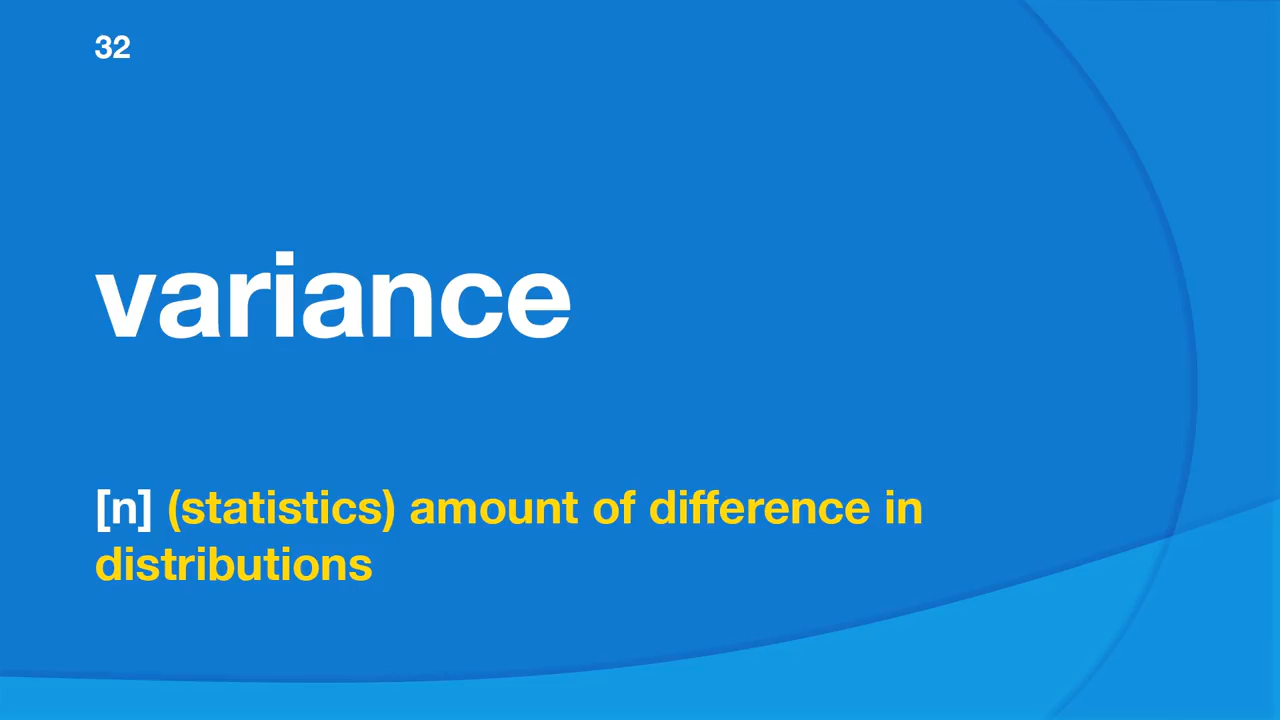 32
variance
[n] (statistics) amount of difference in
distributions